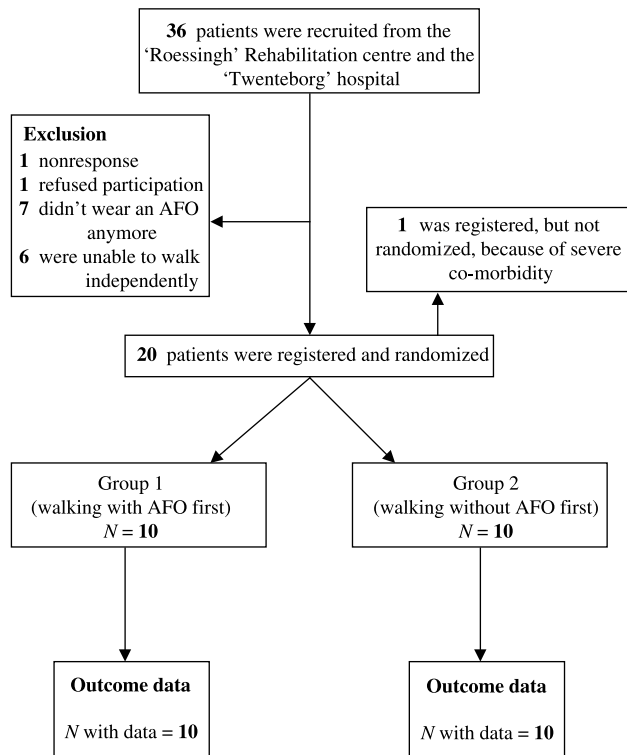 36 patients were recruited from the
‘Roessingh’ Rehabilitation centre and the
‘Twenteborg’ hospital
Exclusion
1 nonresponse
1 refused participation
7 didn’t wear an AFO
anymore
6 were unable to walk
independently
1 was registered, but not
randomized, because of severe
co-morbidity
20 patients were registered and randomized
Group 1
(walking with AFO first)
N = 10
Group 2
(walking without AFO first)
N = 10
Outcome data
N with data = 10
Outcome data
N with data = 10